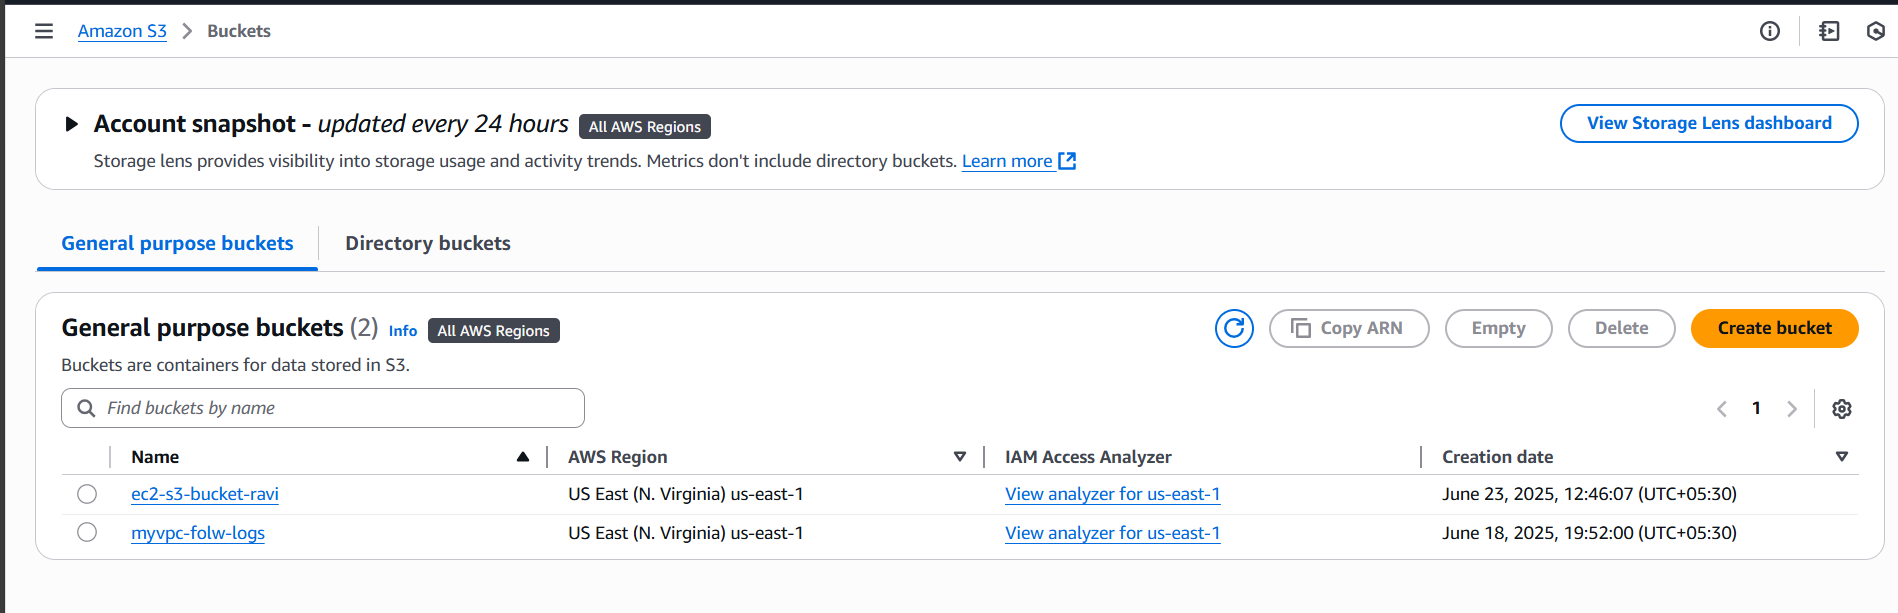 Amazon S3 > Buckets
Account snapshot - updated every 24 hours All AWS Regions
View Storage Lens dashboard
Storage lens provides visibility into storage usage and activity trends. Metrics don't include directory buckets. Learn more
General purpose buckets Directory buckets
General purpose buckets (2) Info All AWS Regions
Copy ARN Empty Delete Create bucket
Buckets are containers for data stored in S3.
Find buckets by name
1
Name AWS Region IAM Access Analyzer Creation date
ec2-s3-bucket-ravi US East (N. Virginia) us-east-1 View analyzer for us-east-1 June 23, 2025, 12:46:07 (UTC+05:30)
myvpc-folw-logs US East (N. Virginia) us-east-1 View analyzer for us-east-1 June 18, 2025, 19:52:00 (UTC+05:30)